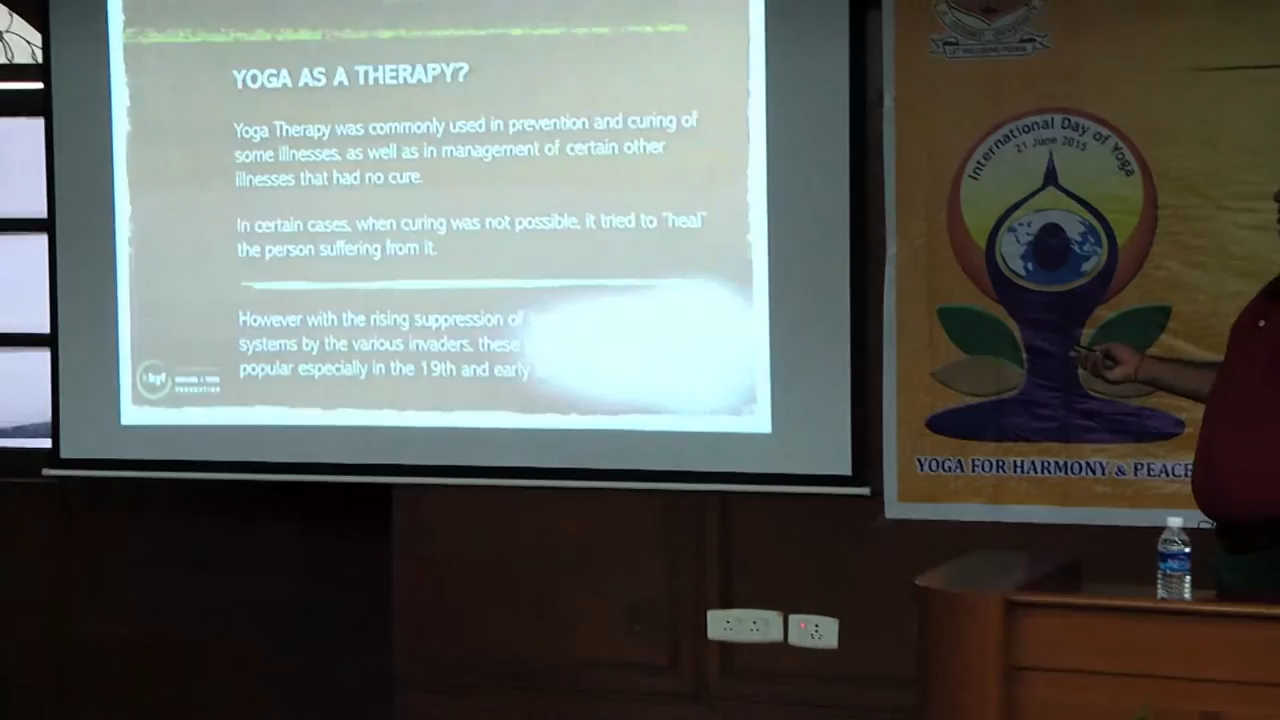 YOGA AS A THERAPY?
Yoga Therapy was commonly used in prevention and curing of
some illnesses, as well as in management of certain other
illnesses that had no cure.
In certain cases, when curing was not possible, it tried to "heal"
the person suffering from it.
However with the rising suppression of
systems by the various invaders, these
popular especially in the 19th and early
FOUNDATION
International Day of Yoga
21 June 2015
YOGA FOR HARMONY & PEACE